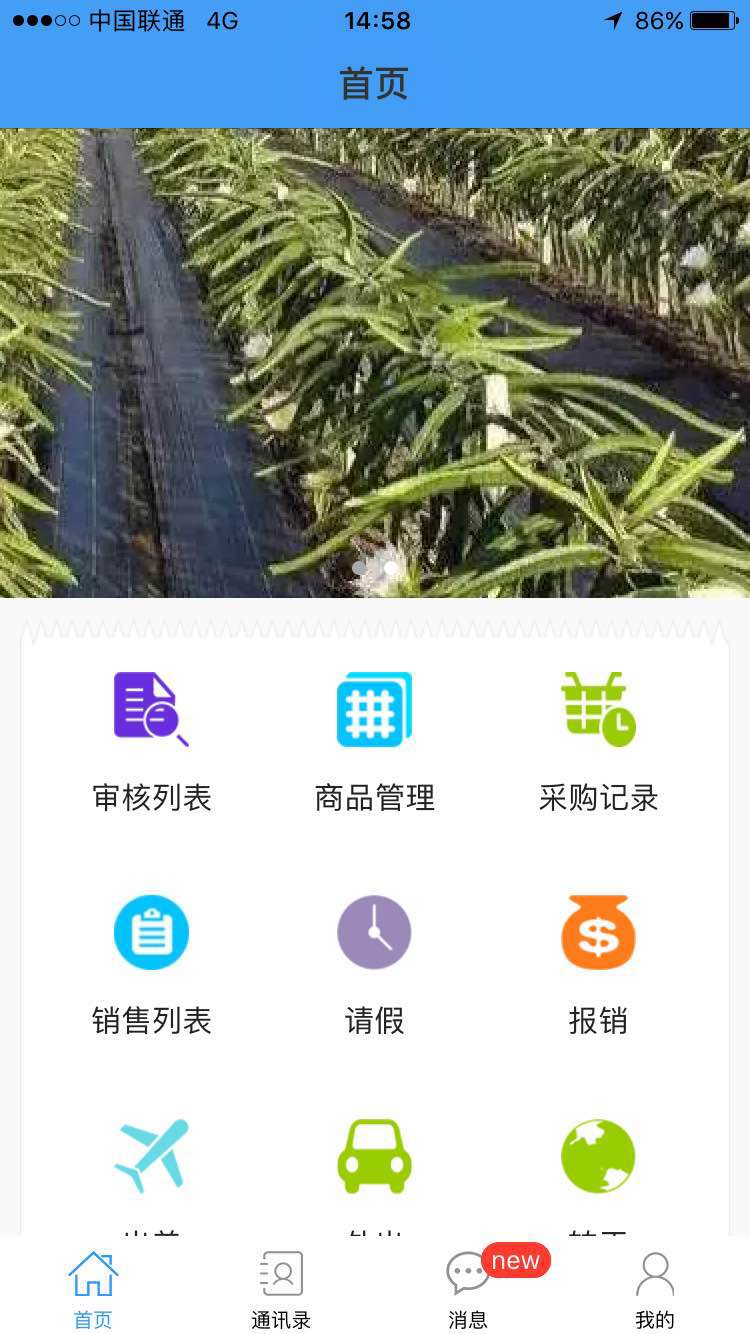 中国联通 4G 14:58 86%
首页
审核列表 商品管理 采购记录
销售列表 请假 报销
new
首页 通讯录 消息 我的